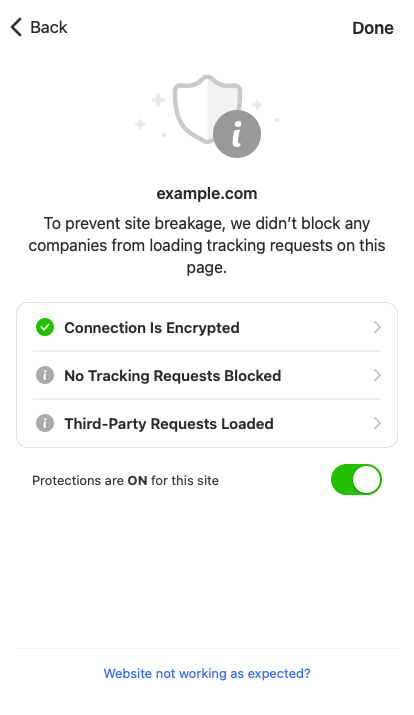 Back
Done
example.com
To prevent site breakage, we didn’t block any
companies from loading tracking requests on this
page.
Connection Is Encrypted
No Tracking Requests Blocked
Third-Party Requests Loaded
Protections are ON for this site
Website not working as expected?